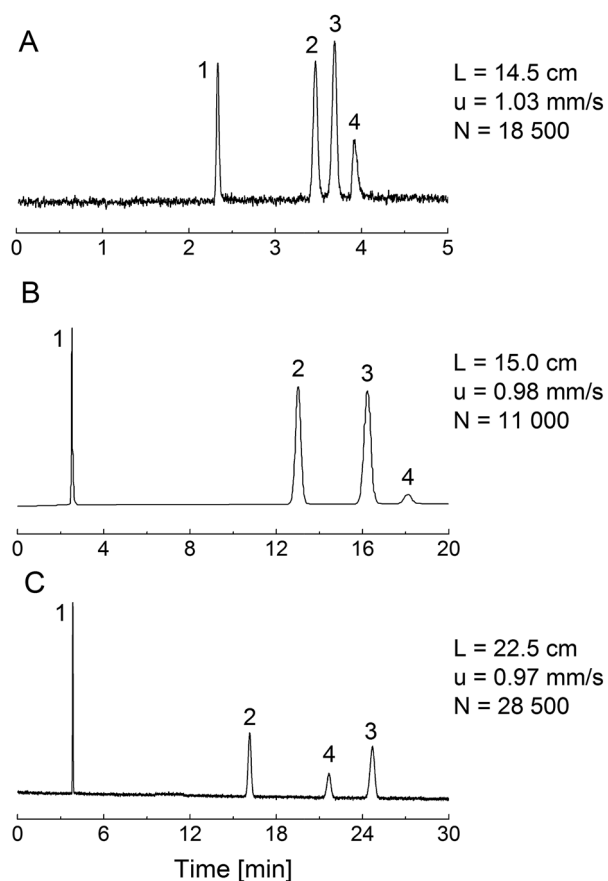 A
1
2
3
4
L = 14.5 cm
u = 1.03 mm/s
N = 18 500
0 1 2 3 4 5
B
1
2
3
4
L = 15.0 cm
u = 0.98 mm/s
N = 11 000
0 4 8 12 16 20
C
1
2
4
3
L = 22.5 cm
u = 0.97 mm/s
N = 28 500
0 6 12 18 24 30
Time [min]